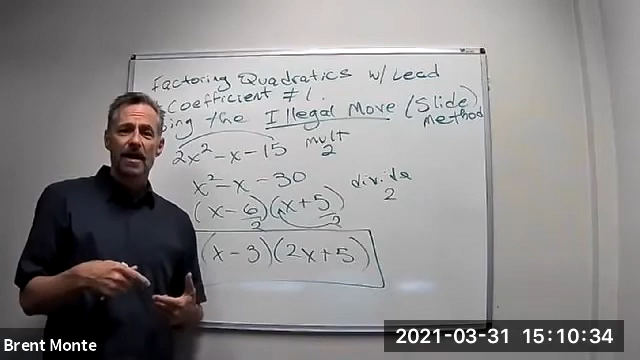 Factoring Quadratics w/ Lead
Coefficient ≠ 1.
the Illegal Move (Slide)
method
2x² - x - 15 mult
2
x² - x - 30
(x - 6/2)(x + 5/2) divide
2
(x - 3)(2x + 5)
Brent Monte
2021-03-31 15:10:34